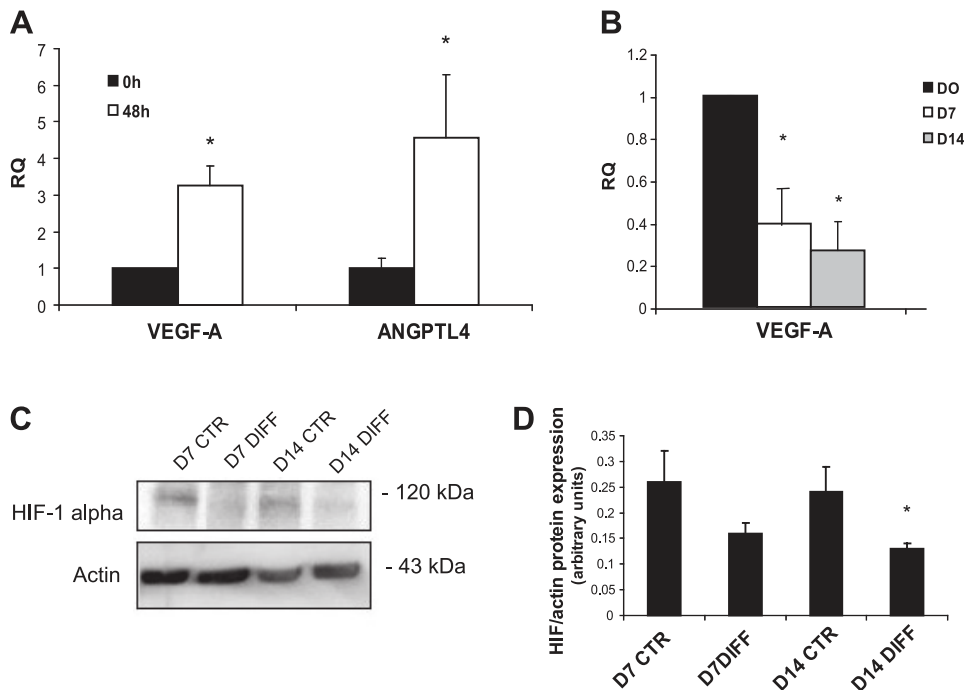 A
7
6
5
4
3
2
1
0
RQ
0h
48h
*
*
VEGF-A
ANGPTL4
B
1.2
1
0.8
0.6
0.4
0.2
0
RQ
DO
D7
D14
*
*
VEGF-A
C
D7 CTR
D7 DIFF
D14 CTR
D14 DIFF
HIF-1 alpha
- 120 kDa
Actin
- 43 kDa
D
HIF/actin protein expression
(arbitrary units)
0.35
0.3
0.25
0.2
0.15
0.1
0.05
0
*
D7 CTR
D7DIFF
D14 CTR
D14 DIFF